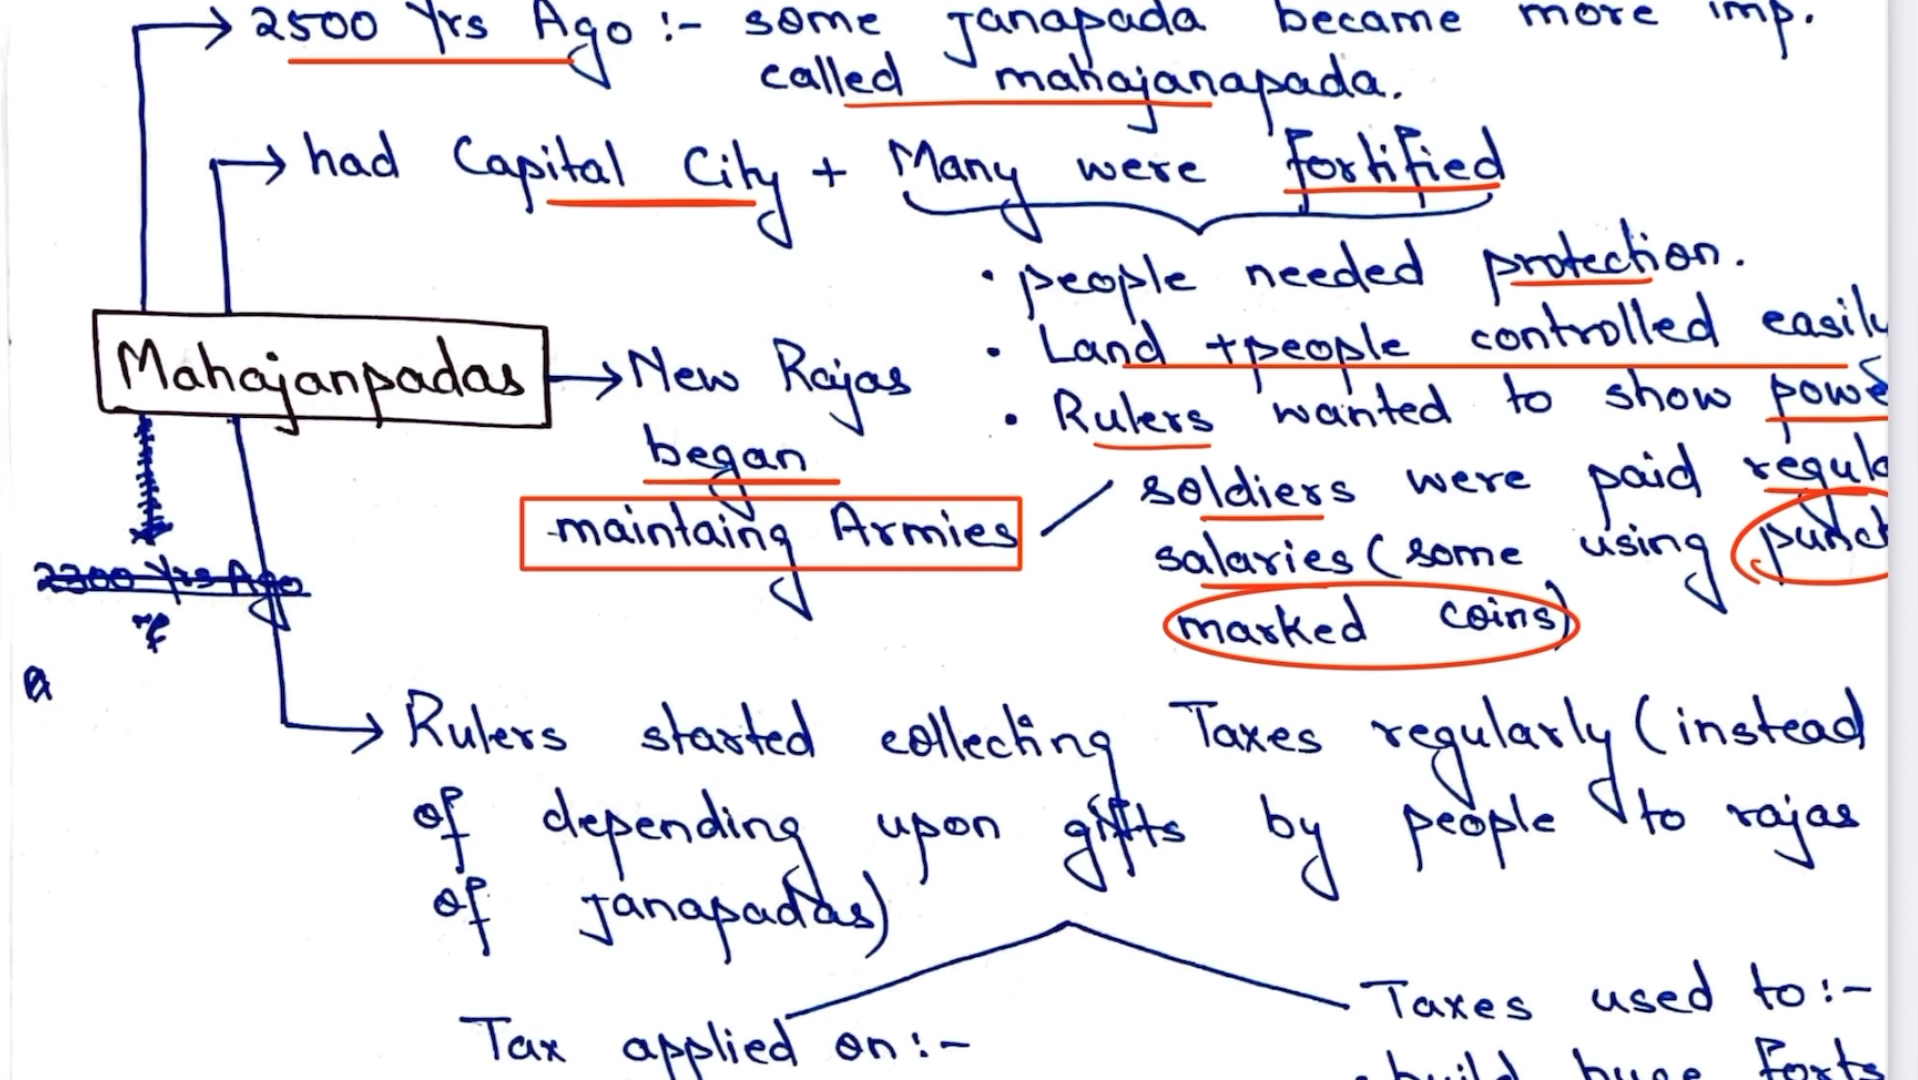 2500 Yrs Ago :- some Janapada became more imp.
called mahajanapada.
had Capital City + Many were fortified
• people needed protection.
• Land + people controlled easily
• Rulers wanted to show powe
Mahajanpadas
New Rajas
began
maintaing Armies
soldiers were paid regula
salaries (some using punch
marked coins)
2300 Yrs Ago
Rulers started collecting Taxes regularly (instead
of depending upon gifts by people to rajas
of Janapadas)
Tax applied on :-
Taxes used to :-
build huge forts